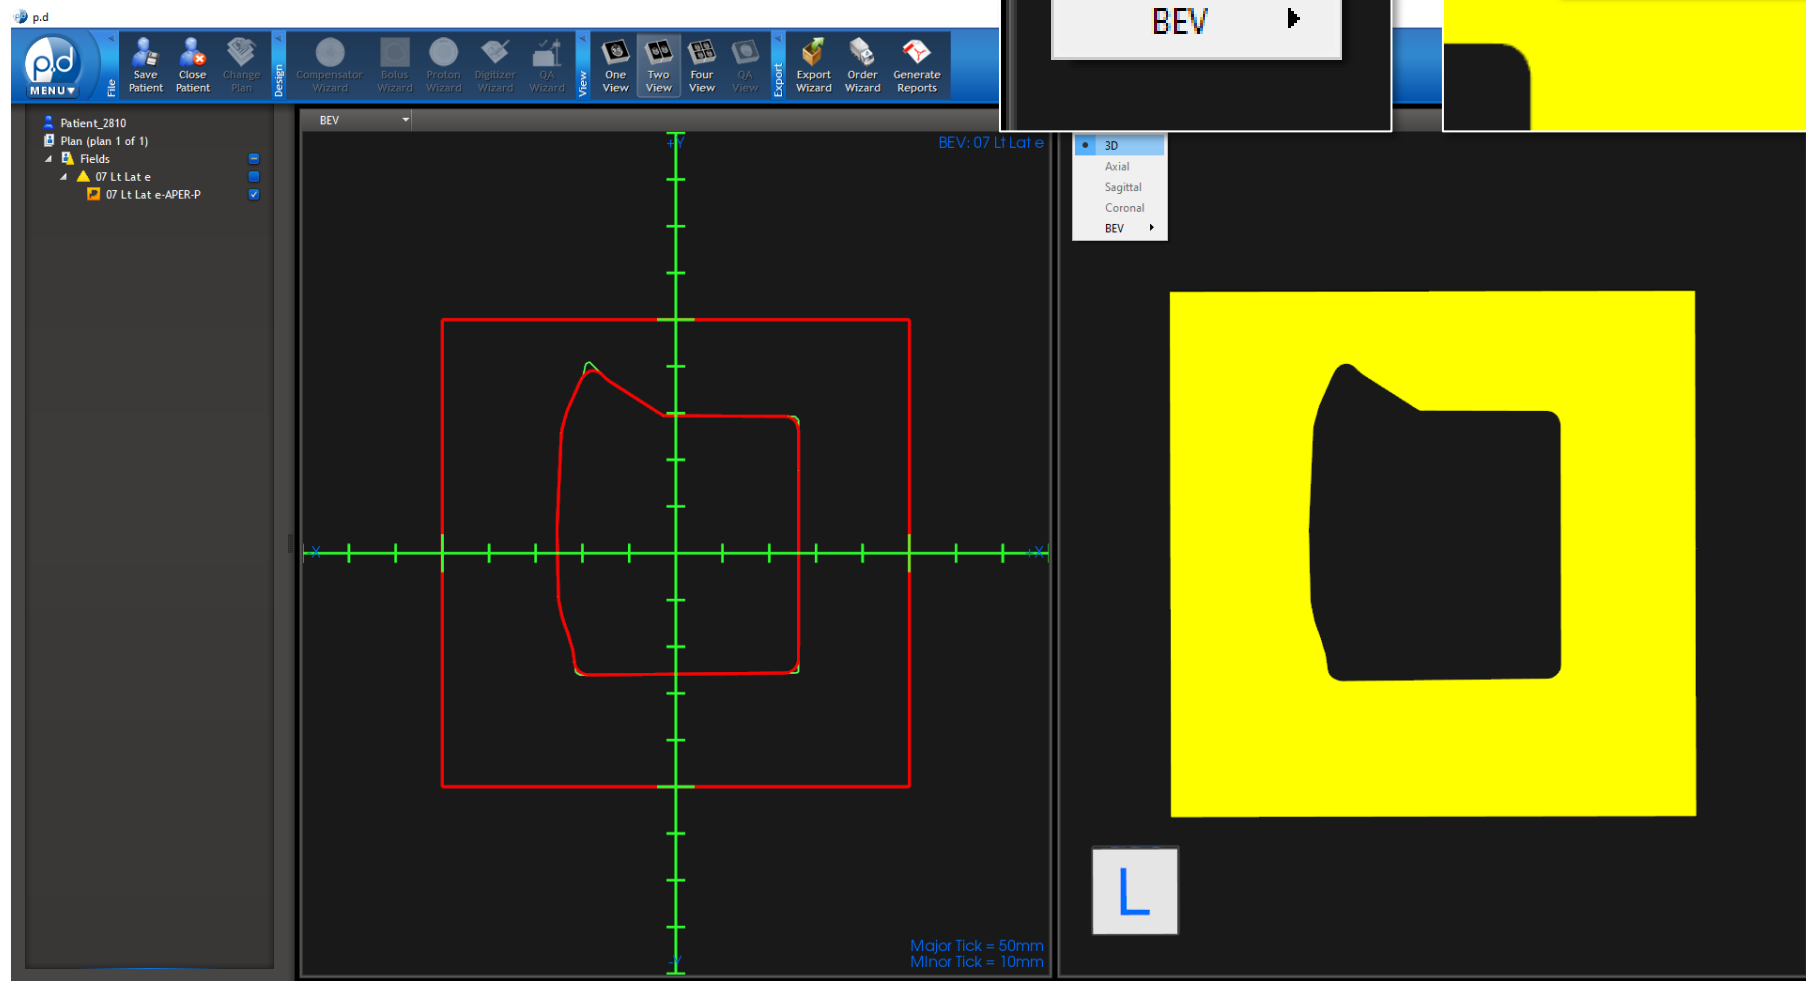 p.d
BEV
p.d
MENU
File
Save Patient
Close Patient
Change Plan
Design
Compensator Wizard
Bolus Wizard
Proton Wizard
Digitizer Wizard
QA Wizard
View
One View
Two View
Four View
QA View
Export
Export Wizard
Order Wizard
Generate Reports
Patient_2810
Plan (plan 1 of 1)
Fields
07 Lt Lat e
07 Lt Lat e-APER-P
BEV
+Y
BEV: 07 Lt Lat e
-X
+X
-Y
Major Tick = 50mm
Minor Tick = 10mm
3D
Axial
Sagittal
Coronal
BEV
L